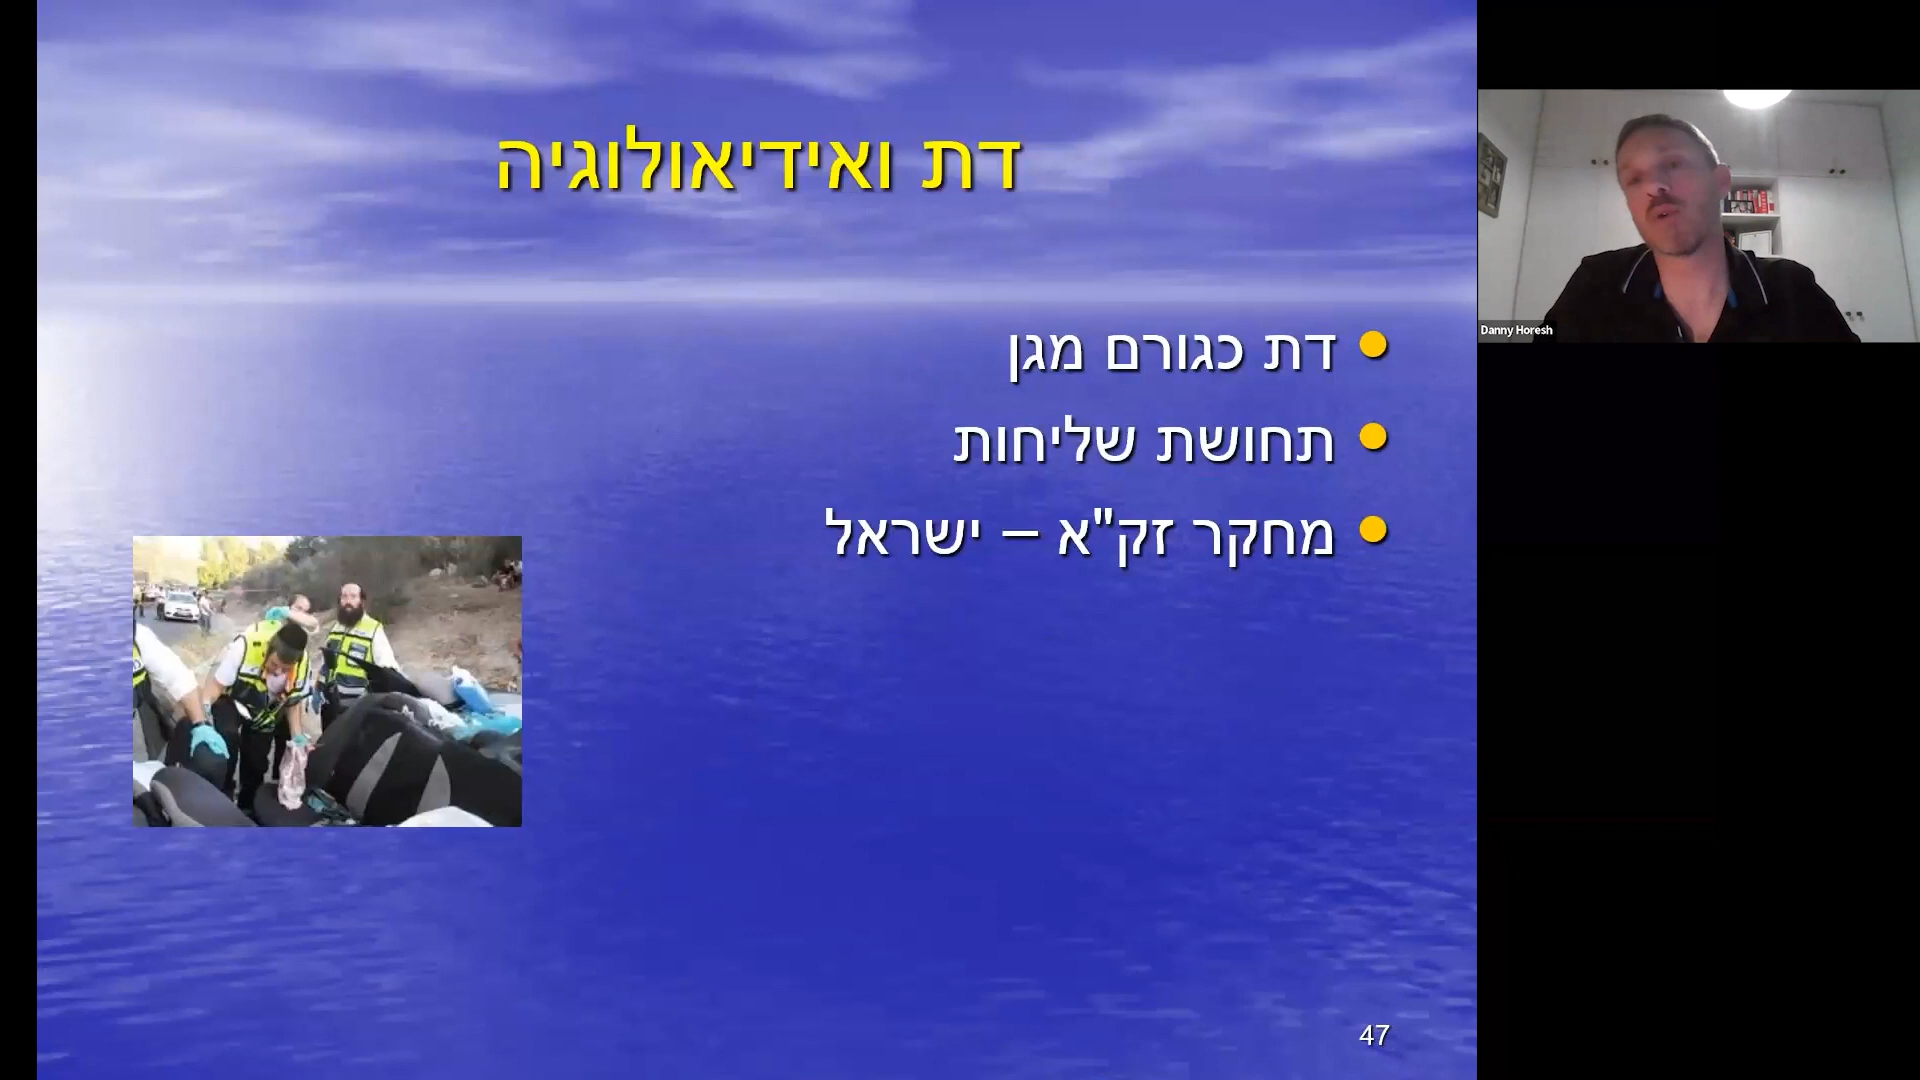 דת ואידיאולוגיה
דת כגורם מגן
תחושת שליחות
מחקר זק"א – ישראל
47
Danny Horesh